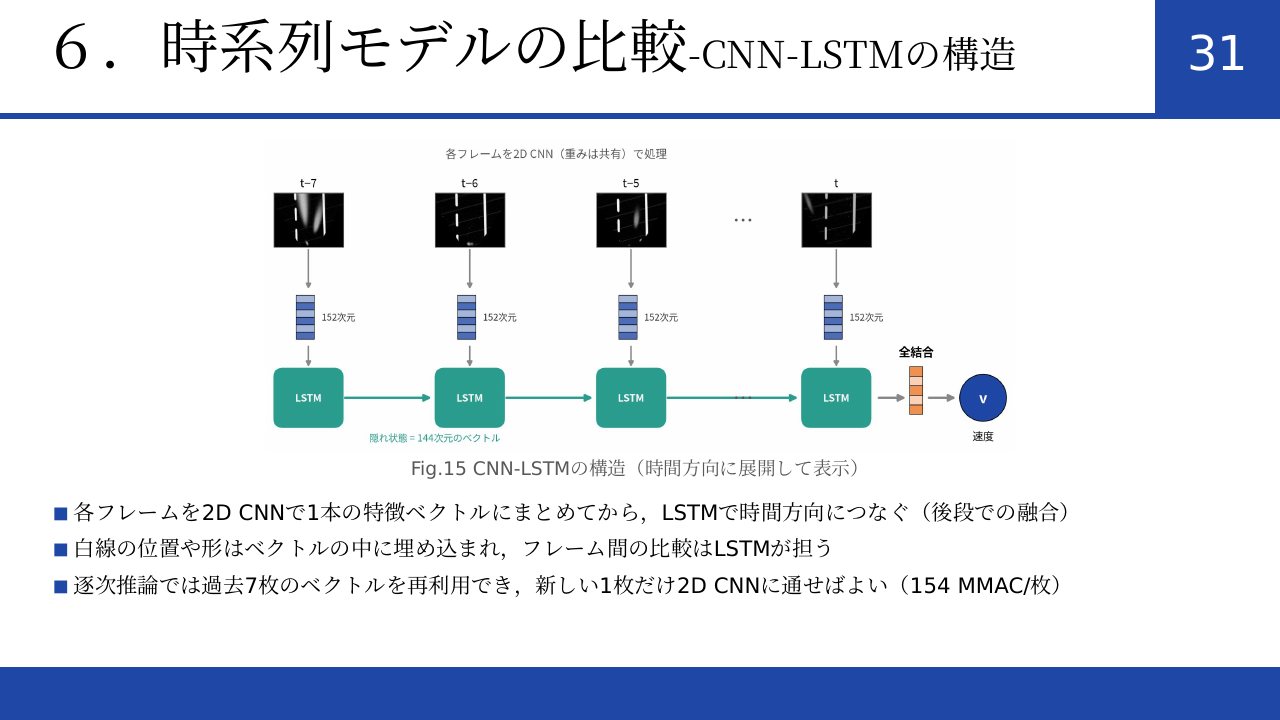 ６．時系列モデルの比較-CNN-LSTMの構造
31
各フレームを2D CNN（重みは共有）で処理
t−7 t−6 t−5 t
…
152次元 152次元 152次元 152次元
全結合
LSTM LSTM LSTM … LSTM v
隠れ状態 = 144次元のベクトル 速度
Fig.15 CNN-LSTMの構造（時間方向に展開して表示）
■各フレームを2D CNNで1本の特徴ベクトルにまとめてから，LSTMで時間方向につなぐ（後段での融合）
■白線の位置や形はベクトルの中に埋め込まれ，フレーム間の比較はLSTMが担う
■逐次推論では過去7枚のベクトルを再利用でき，新しい1枚だけ2D CNNに通せばよい（154 MMAC/枚）